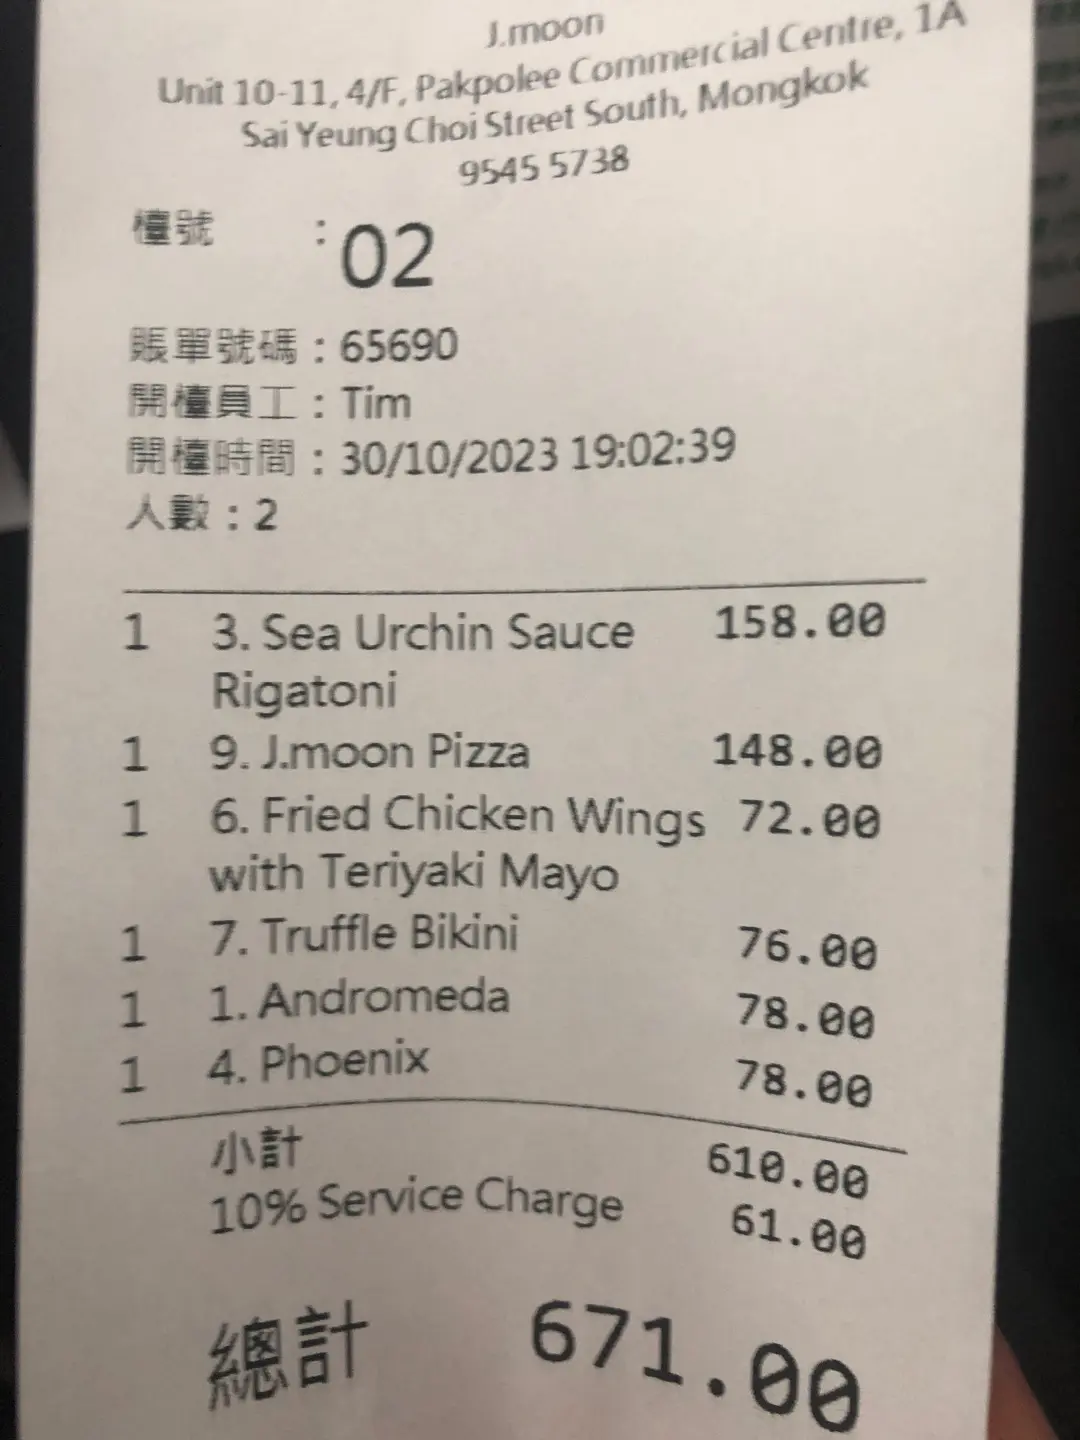 J.moon
Unit 10-11, 4/F, Pakpolee Commercial Centre, 1A
Sai Yeung Choi Street South, Mongkok
9545 5738
檯號 : 02
賬單號碼 : 65690
開檯員工 : Tim
開檯時間 : 30/10/2023 19:02:39
人數 : 2
1 3. Sea Urchin Sauce 158.00
Rigatoni
1 9. J.moon Pizza 148.00
1 6. Fried Chicken Wings 72.00
with Teriyaki Mayo
1 7. Truffle Bikini 76.00
1 1. Andromeda 78.00
1 4. Phoenix 78.00
小計 610.00
10% Service Charge 61.00
總計 671.00